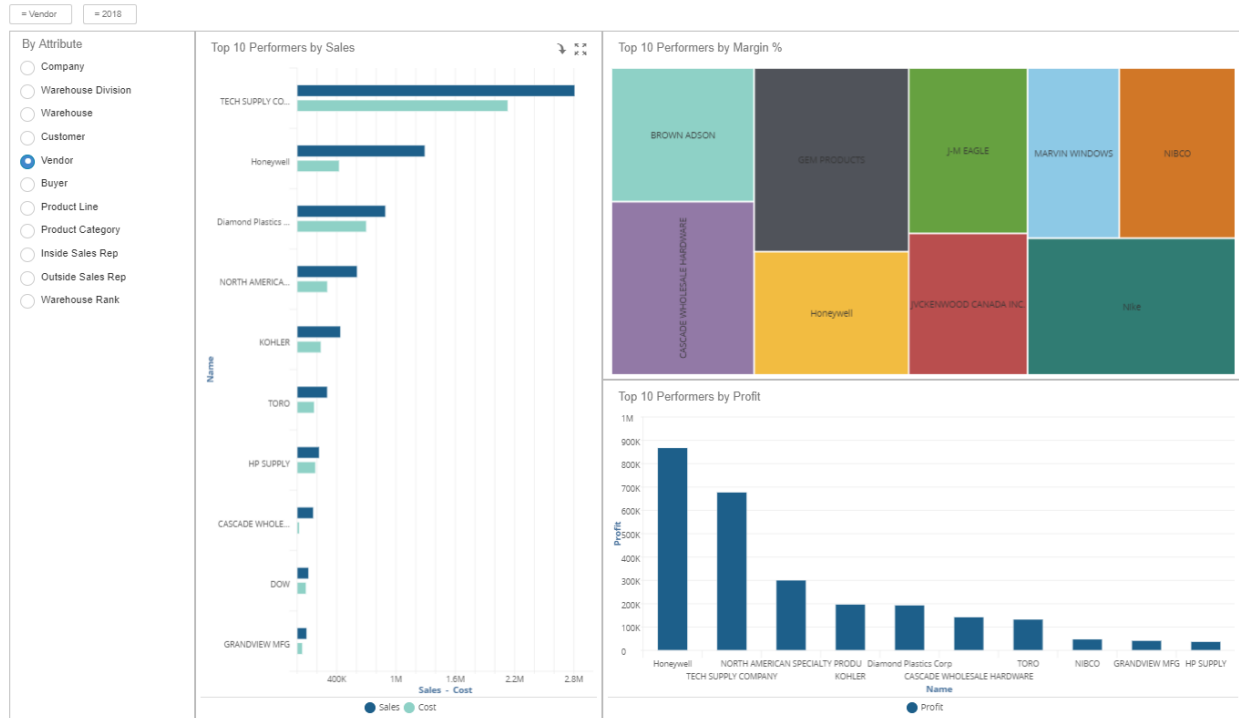 = Vendor
= 2018
By Attribute
Company
Warehouse Division
Warehouse
Customer
Vendor
Buyer
Product Line
Product Category
Inside Sales Rep
Outside Sales Rep
Warehouse Rank
Top 10 Performers by Sales
Name
TECH SUPPLY CO...
Honeywell
Diamond Plastics ...
NORTH AMERICA...
KOHLER
TORO
HP SUPPLY
CASCADE WHOLE...
DOW
GRANDVIEW MFG
400K 1M 1.6M 2.2M 2.8M
Sales - Cost
Sales Cost
Top 10 Performers by Margin %
BROWN ADSON
CASCADE WHOLESALE HARDWARE
GEM PRODUCTS
Honeywell
J-M EAGLE
JVCKENWOOD CANADA INC.
MARVIN WINDOWS
NIBCO
Nike
Top 10 Performers by Profit
Profit
1M
900K
800K
700K
600K
500K
400K
300K
200K
100K
0
Honeywell NORTH AMERICAN SPECIALTY PRODU Diamond Plastics Corp TORO NIBCO GRANDVIEW MFG HP SUPPLY
TECH SUPPLY COMPANY KOHLER CASCADE WHOLESALE HARDWARE
Name
Profit